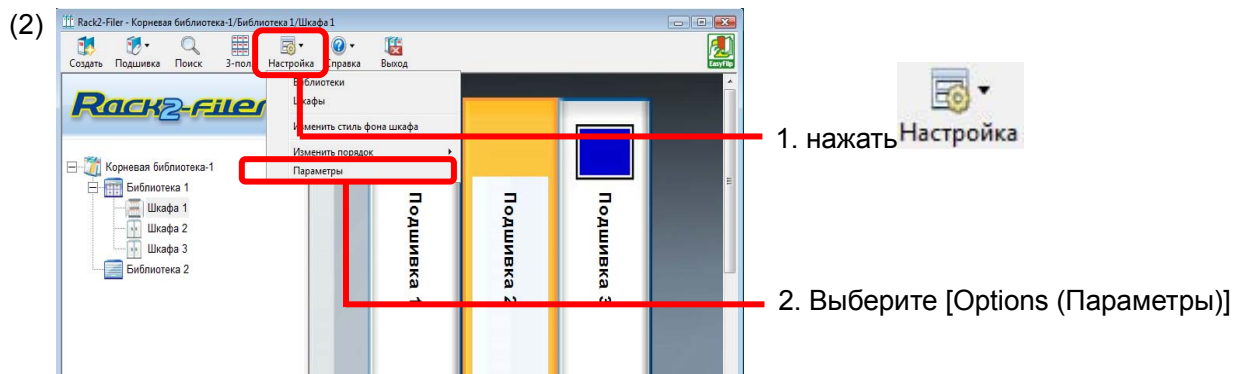 (2)
Rack2-Filer - Корневая библиотека-1/Библиотека 1/Шкафа 1
Создать Подшивка Поиск 3-пол Настройка Справка Выход
EasyFlip
Rack2-Filer
Библиотеки
Шкафы
Изменить стиль фона шкафа
Изменить порядок
Параметры
Корневая библиотека-1
Библиотека 1
Шкафа 1
Шкафа 2
Шкафа 3
Библиотека 2
Подшивка 1
Подшивка 2
Подшивка 3
1. нажать Настройка
2. Выберите [Options (Параметры)]